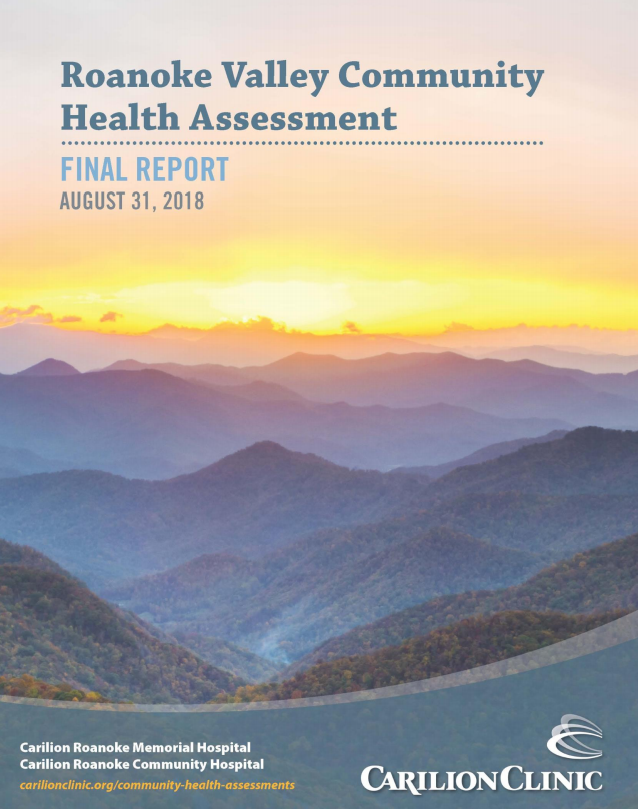 Roanoke Valley Community
Health Assessment
FINAL REPORT
AUGUST 31, 2018
Carilion Roanoke Memorial Hospital
Carilion Roanoke Community Hospital
carilionclinic.org/community-health-assessments
CARILION CLINIC